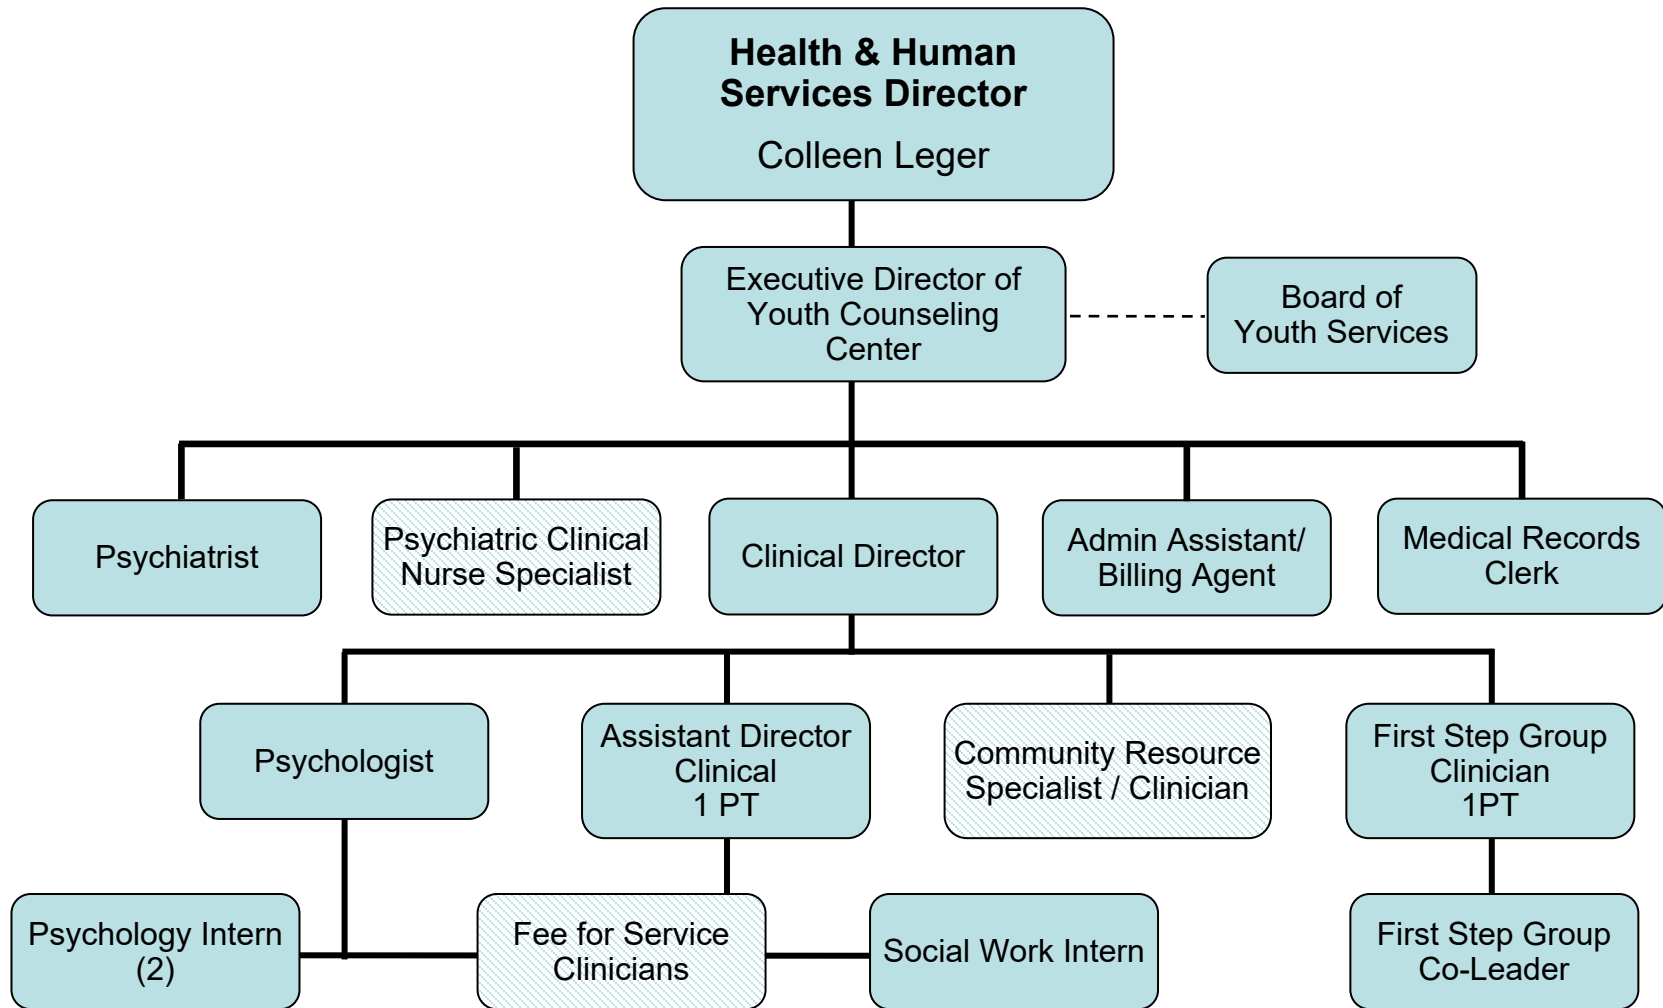 Health & Human
Services Director
Colleen Leger
Executive Director of
Youth Counseling
Center
Board of
Youth Services
Psychiatrist
Psychiatric Clinical
Nurse Specialist
Clinical Director
Admin Assistant/
Billing Agent
Medical Records
Clerk
Psychologist
Assistant Director
Clinical
1 PT
Community Resource
Specialist / Clinician
First Step Group
Clinician
1PT
Psychology Intern
(2)
Fee for Service
Clinicians
Social Work Intern
First Step Group
Co-Leader